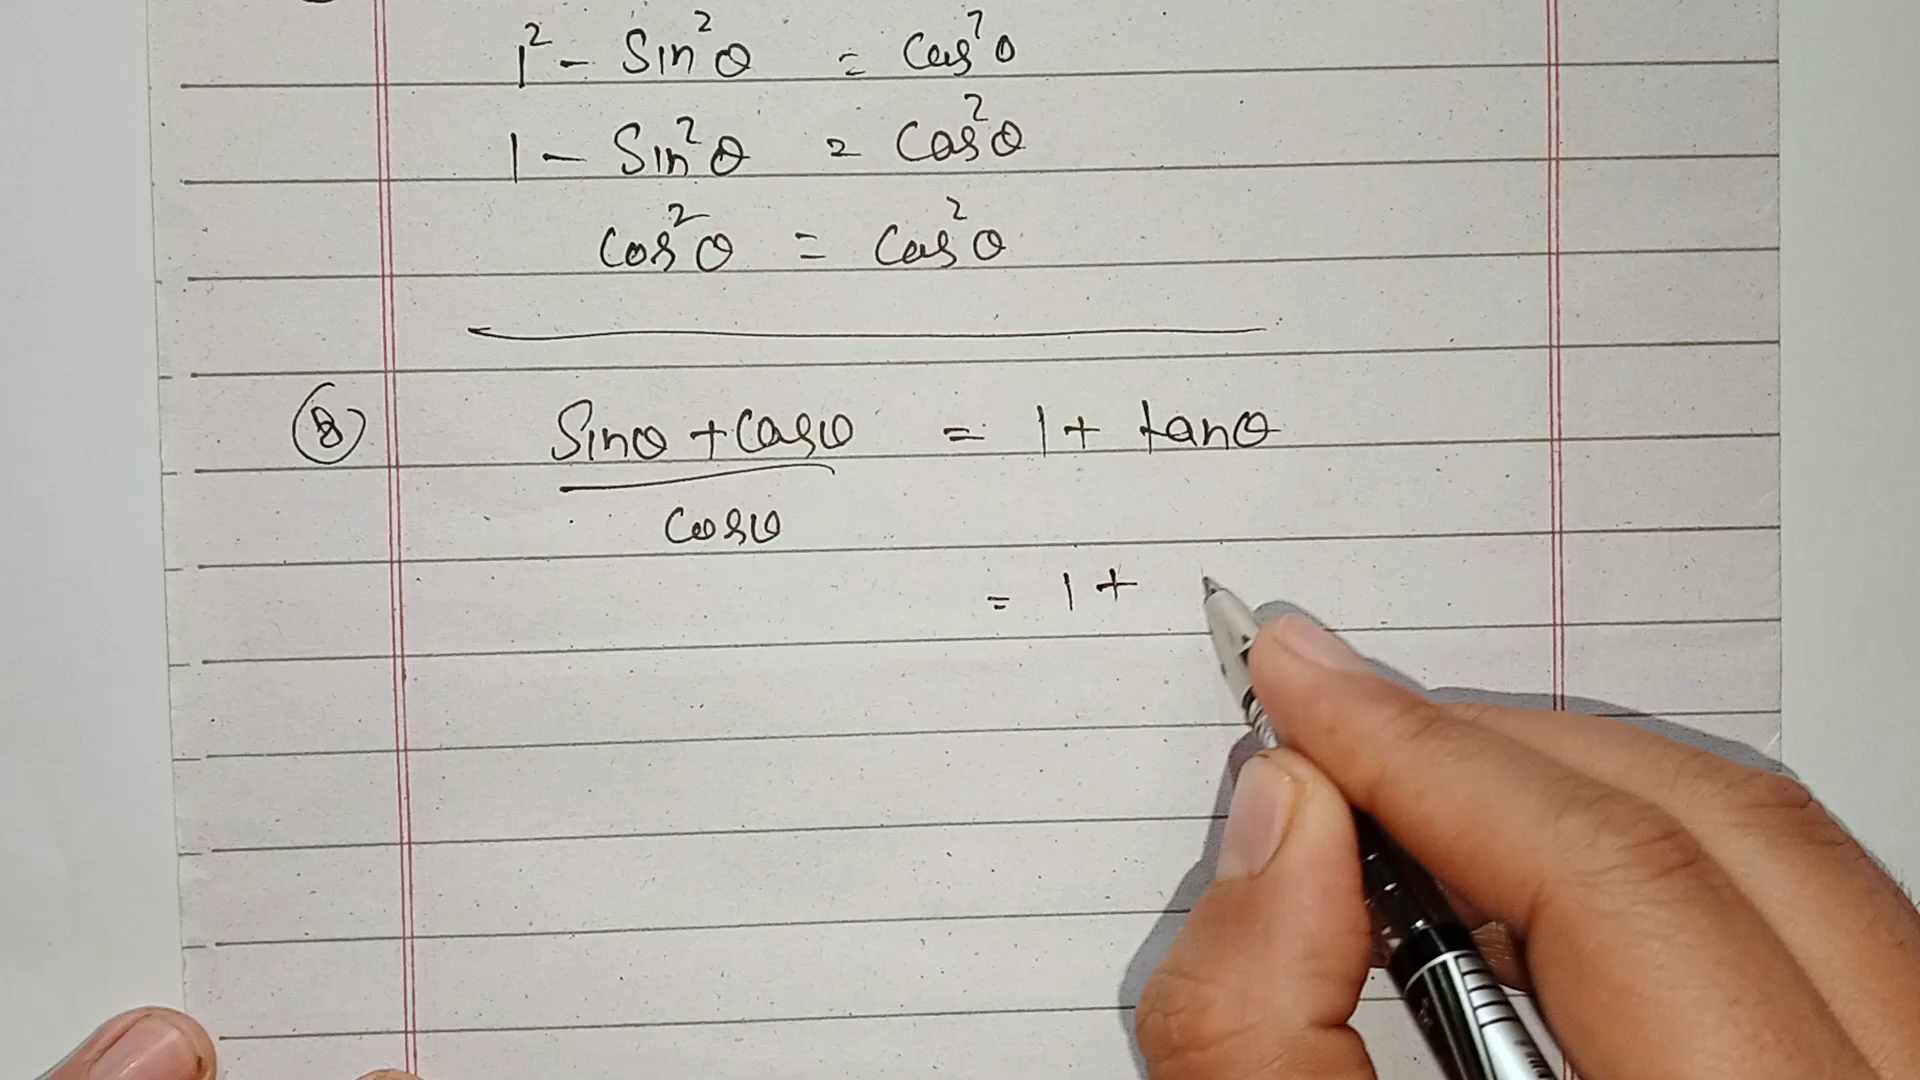 1² - Sin²θ = Cos²θ
1 - Sin²θ = Cos²θ
Cos²θ = Cos²θ
8 Sinθ + Cosθ = 1 + tanθ
Cosθ
= 1 +